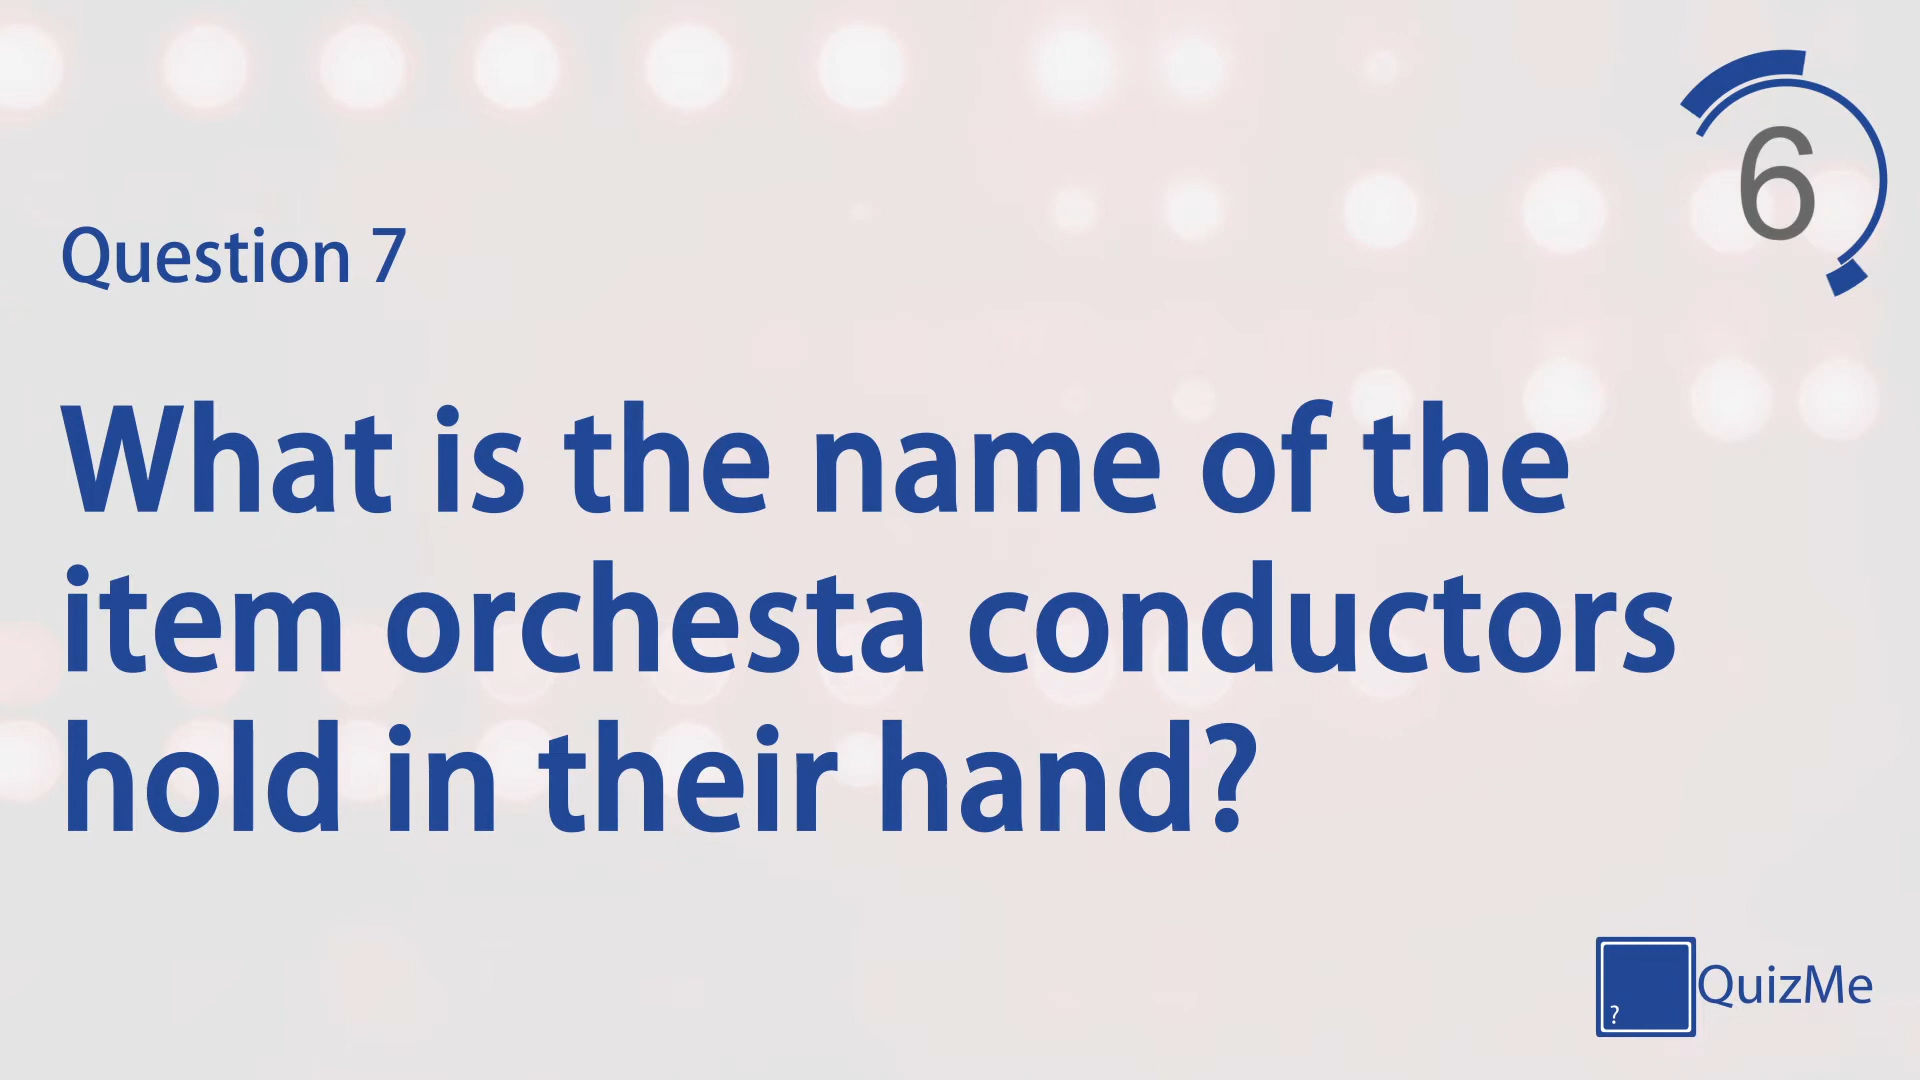 6
Question 7
What is the name of the
item orchesta conductors
hold in their hand?
?
QuizMe